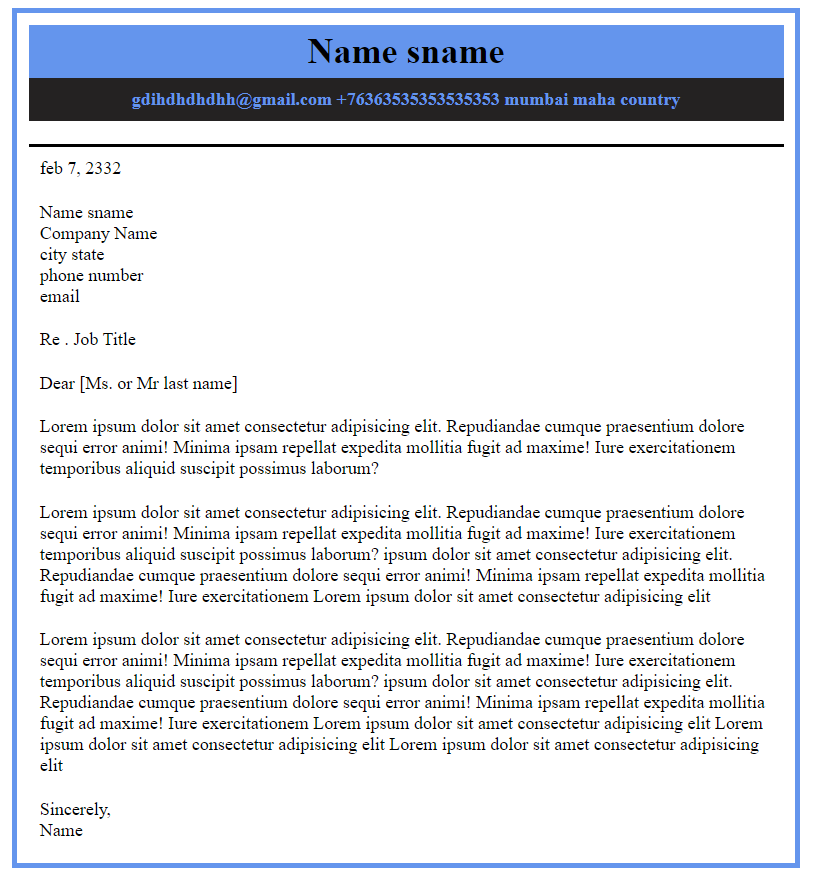 Name sname
gdihdhdhdhh@gmail.com +76363535353535353 mumbai maha country
feb 7, 2332
Name sname
Company Name
city state
phone number
email
Re . Job Title
Dear [Ms. or Mr last name]
Lorem ipsum dolor sit amet consectetur adipisicing elit. Repudiandae cumque praesentium dolore
sequi error animi! Minima ipsam repellat expedita mollitia fugit ad maxime! Iure exercitationem
temporibus aliquid suscipit possimus laborum?
Lorem ipsum dolor sit amet consectetur adipisicing elit. Repudiandae cumque praesentium dolore
sequi error animi! Minima ipsam repellat expedita mollitia fugit ad maxime! Iure exercitationem
temporibus aliquid suscipit possimus laborum? ipsum dolor sit amet consectetur adipisicing elit.
Repudiandae cumque praesentium dolore sequi error animi! Minima ipsam repellat expedita mollitia
fugit ad maxime! Iure exercitationem Lorem ipsum dolor sit amet consectetur adipisicing elit
Lorem ipsum dolor sit amet consectetur adipisicing elit. Repudiandae cumque praesentium dolore
sequi error animi! Minima ipsam repellat expedita mollitia fugit ad maxime! Iure exercitationem
temporibus aliquid suscipit possimus laborum? ipsum dolor sit amet consectetur adipisicing elit.
Repudiandae cumque praesentium dolore sequi error animi! Minima ipsam repellat expedita mollitia
fugit ad maxime! Iure exercitationem Lorem ipsum dolor sit amet consectetur adipisicing elit Lorem
ipsum dolor sit amet consectetur adipisicing elit Lorem ipsum dolor sit amet consectetur adipisicing
elit
Sincerely,
Name